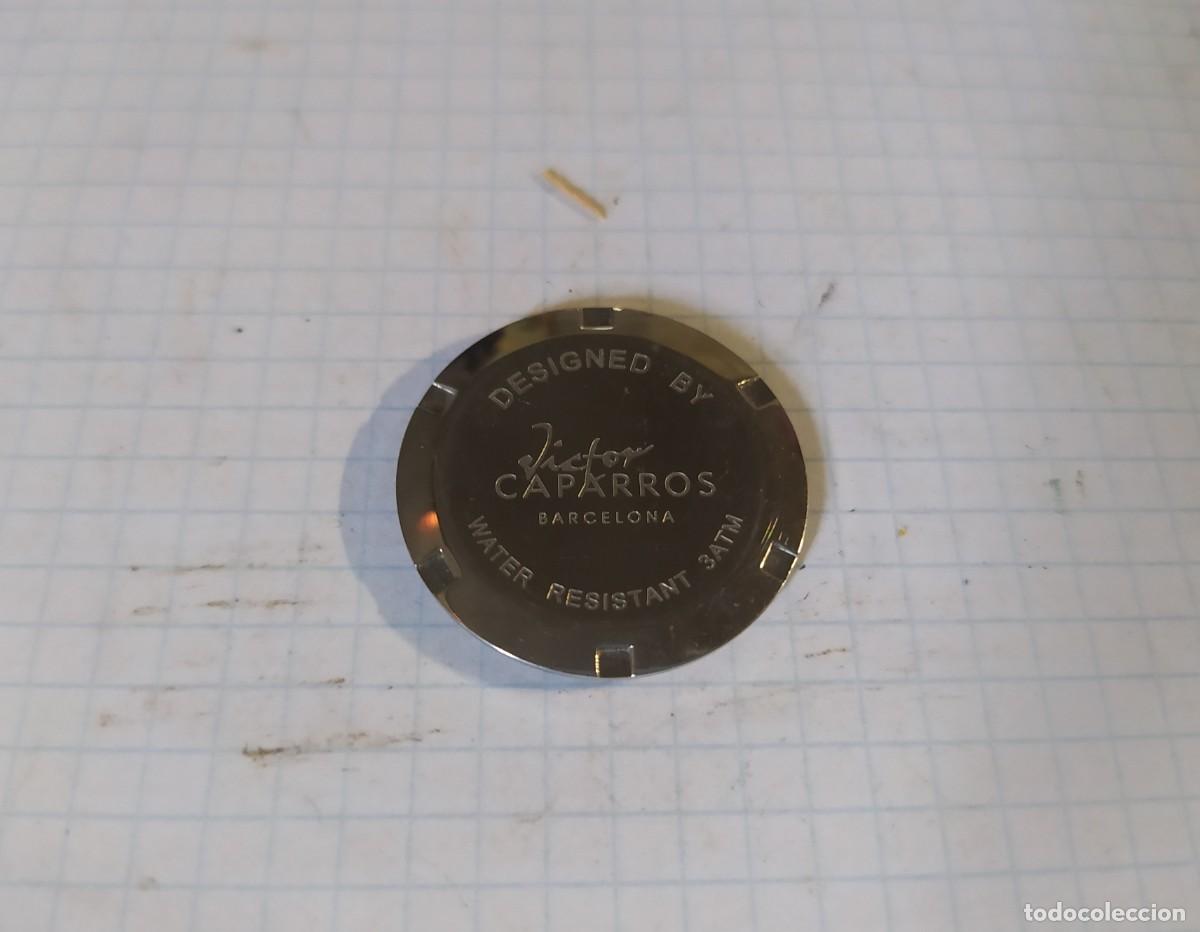 DESIGNED BY
Victor
CAPARROS
BARCELONA
WATER RESISTANT 3ATM
todocoleccion